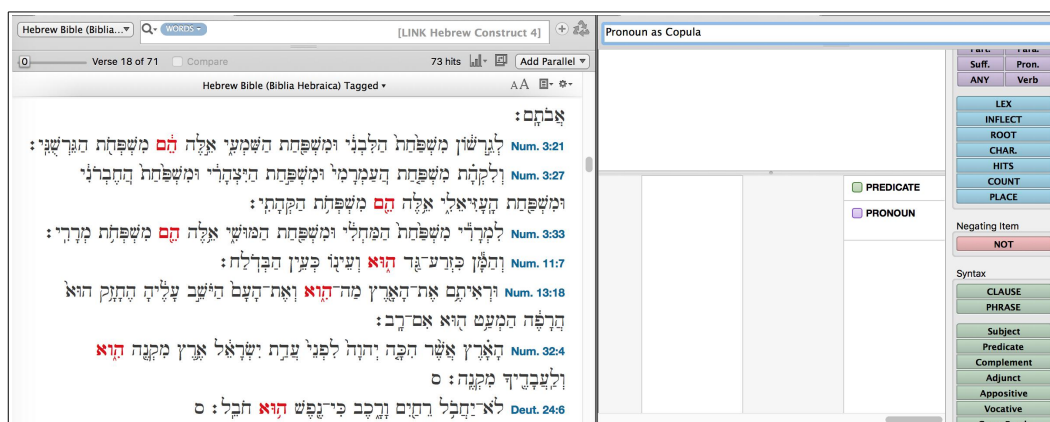 Hebrew Bible (Biblia...▾
WORDS
[LINK Hebrew Construct 4]
0 Verse 18 of 71 Compare 73 hits Add Parallel ▾
Hebrew Bible (Biblia Hebraica) Tagged ▾ AA
אֲבֹתָֽם׃
Num. 3:21 לְגֵ֣רְשׁ֔וֹן מִשְׁפַּ֙חַת֙ הַלִּבְנִ֔י וּמִשְׁפַּ֖חַת הַשִּׁמְעִ֑י אֵ֣לֶּה הֵ֔ם מִשְׁפְּחֹ֖ת הַגֵּרְשֻׁנִּֽי׃
Num. 3:27 וְלִקְהָ֗ת מִשְׁפַּ֤חַת הַֽעַמְרָמִי֙ וּמִשְׁפַּ֣חַת הַיִּצְהָרִ֔י וּמִשְׁפַּ֙חַת֙ הַֽחֶבְרֹנִ֔י
וּמִשְׁפַּ֖חַת הָֽעָזִּיאֵלִ֑י אֵ֥לֶּה הֵ֖ם מִשְׁפְּחֹ֥ת הַקְּהָתִֽי׃
Num. 3:33 לִמְרָרִ֕י מִשְׁפַּ֙חַת֙ הַמַּחְלִ֔י וּמִשְׁפַּ֖חַת הַמּוּשִׁ֑י אֵ֥לֶּה הֵ֖ם מִשְׁפְּחֹ֥ת מְרָרִֽי׃
Num. 11:7 וְהַמָּ֕ן כִּזְרַע־גַּ֖ד ה֑וּא וְעֵינ֖וֹ כְּעֵ֥ין הַבְּדֹֽלַח׃
Num. 13:18 וּרְאִיתֶ֥ם אֶת־הָאָ֖רֶץ מַה־הִ֑וא וְאֶת־הָעָם֙ הַיֹּשֵׁ֣ב עָלֶ֔יהָ הֶחָזָ֥ק הוּא֙
הֲרָפֶ֔ה הַמְעַ֥ט ה֖וּא אִם־רָֽב׃
Num. 32:4 הָאָ֗רֶץ אֲשֶׁ֨ר הִכָּ֤ה יְהוָה֙ לִפְנֵי֙ עֲדַ֣ת יִשְׂרָאֵ֔ל אֶ֥רֶץ מִקְנֶ֖ה הִ֑וא
וְלַֽעֲבָדֶ֖יךָ מִקְנֶֽה׃ ס
Deut. 24:6 לֹא־יַחֲבֹ֥ל רֵחַ֖יִם וָרָ֑כֶב כִּי־נֶ֖פֶשׁ ה֥וּא חֹבֵֽל׃ ס
Pronoun as Copula
PREDICATE
PRONOUN
Part. Para.
Suff. Pron.
ANY Verb
LEX
INFLECT
ROOT
CHAR.
HITS
COUNT
PLACE
Negating Item
NOT
Syntax
CLAUSE
PHRASE
Subject
Predicate
Complement
Adjunct
Appositive
Vocative